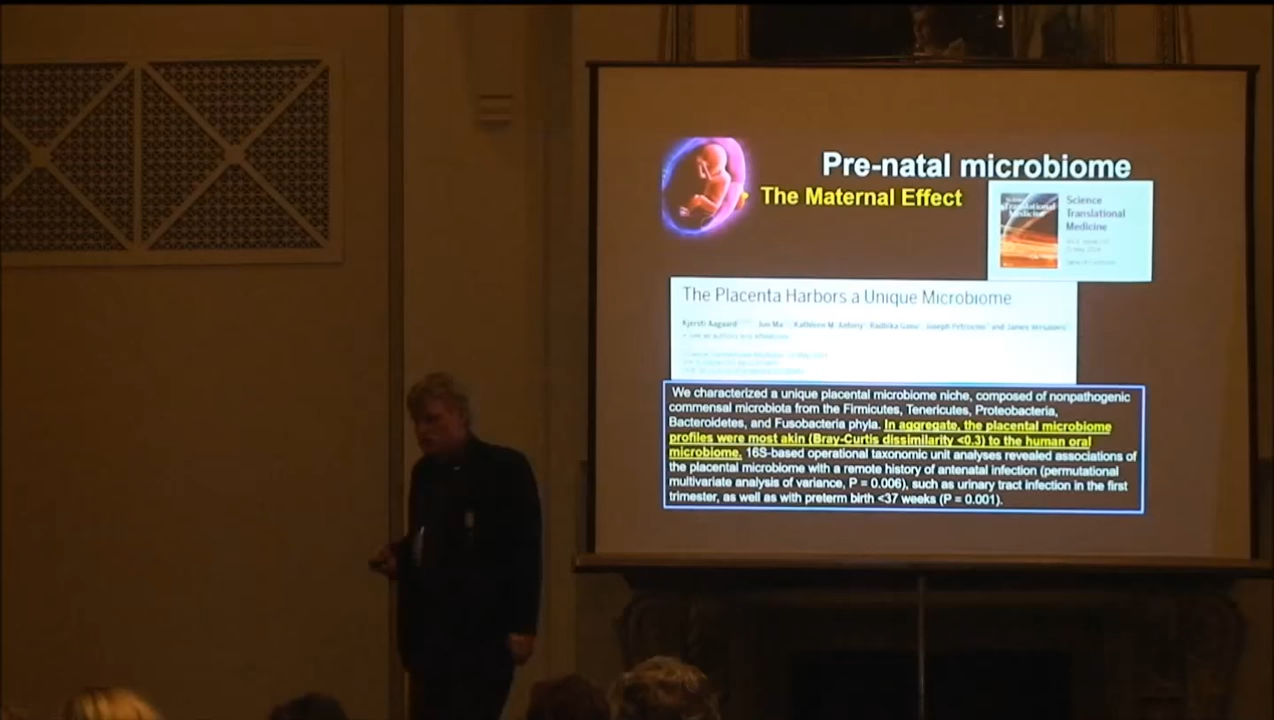 Pre-natal microbiome
The Maternal Effect
Science
Translational
Medicine
Science
Translational
Medicine
The Placenta Harbors a Unique Microbiome
Kjersti Aagaard Jun Ma Kathleen M. Antony Radhika Ganu Joseph Petrosino and James Versalovic
We characterized a unique placental microbiome niche, composed of nonpathogenic
commensal microbiota from the Firmicutes, Tenericutes, Proteobacteria,
Bacteroidetes, and Fusobacteria phyla. In aggregate, the placental microbiome
profiles were most akin (Bray-Curtis dissimilarity <0.3) to the human oral
microbiome. 16S-based operational taxonomic unit analyses revealed associations of
the placental microbiome with a remote history of antenatal infection (permutational
multivariate analysis of variance, P = 0.006), such as urinary tract infection in the first
trimester, as well as with preterm birth <37 weeks (P = 0.001).